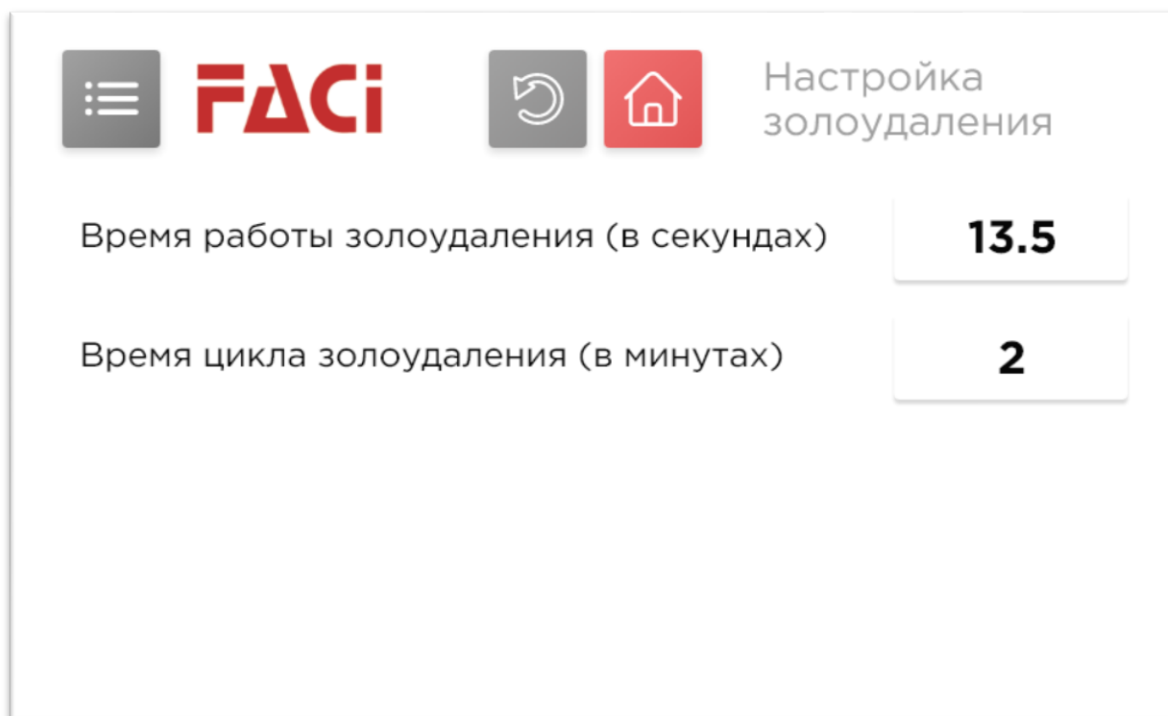 FACi
Настройка
золоудаления
Время работы золоудаления (в секундах)
13.5
Время цикла золоудаления (в минутах)
2